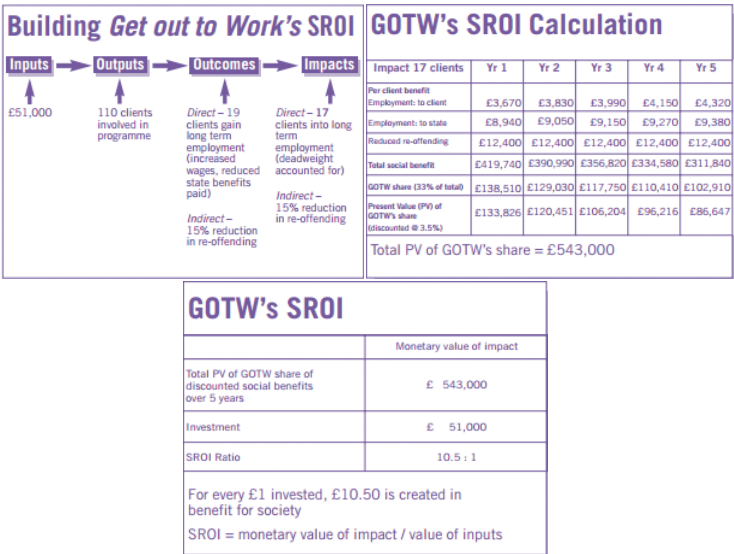 Building Get out to Work's SROI
Inputs
Outputs
Outcomes
Impacts
£51,000
110 clients
involved in
programme
Direct – 19
clients gain
long term
employment
(increased
wages, reduced
state benefits
paid)
Indirect –
15% reduction
in re-offending
Direct – 17
clients into long
term
employment
(deadweight
accounted for)
Indirect –
15% reduction
in re-offending
GOTW's SROI Calculation
Impact 17 clients Yr 1 Yr 2 Yr 3 Yr 4 Yr 5
Per client benefit
Employment: to client £3,670 £3,830 £3,990 £4,150 £4,320
Employment: to state £8,940 £9,050 £9,150 £9,270 £9,380
Reduced re-offending £12,400 £12,400 £12,400 £12,400 £12,400
Total social benefit £419,740 £390,990 £356,820 £334,580 £311,840
GOTW share (33% of total) £138,510 £129,030 £117,750 £110,410 £102,910
Present Value (PV) of
GOTW's share £133,826 £120,451 £106,204 £96,216 £86,647
(discounted @ 3.5%)
Total PV of GOTW's share = £543,000
GOTW's SROI
Monetary value of impact
Total PV of GOTW share of
discounted social benefits £ 543,000
over 5 years
Investment £ 51,000
SROI Ratio 10.5 : 1
For every £1 invested, £10.50 is created in
benefit for society
SROI = monetary value of impact / value of inputs